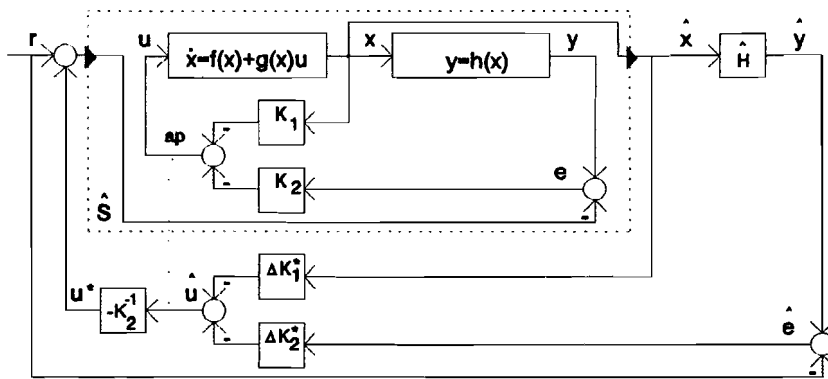 r
u
ẋ=f(x)+g(x)u
x
y=h(x)
y
x̂
Ĥ
ŷ
K₁
-
ap
-
K₂
e
Ŝ
-
ΔK₁*
-
u*
-K₂⁻¹
û
-
ΔK₂*
ê
-